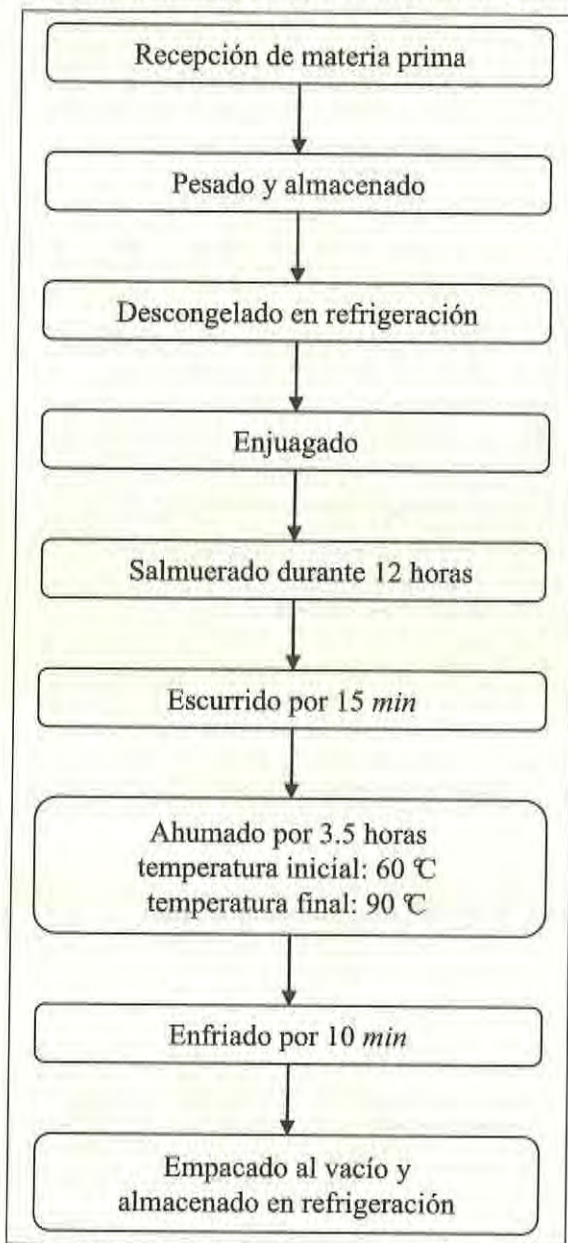 Recepción de materia prima
Pesado y almacenado
Descongelado en refrigeración
Enjuagado
Salmuerado durante 12 horas
Escurrido por 15 min
Ahumado por 3.5 horas
temperatura inicial: 60 ℃
temperatura final: 90 ℃
Enfriado por 10 min
Empacado al vacío y
almacenado en refrigeración